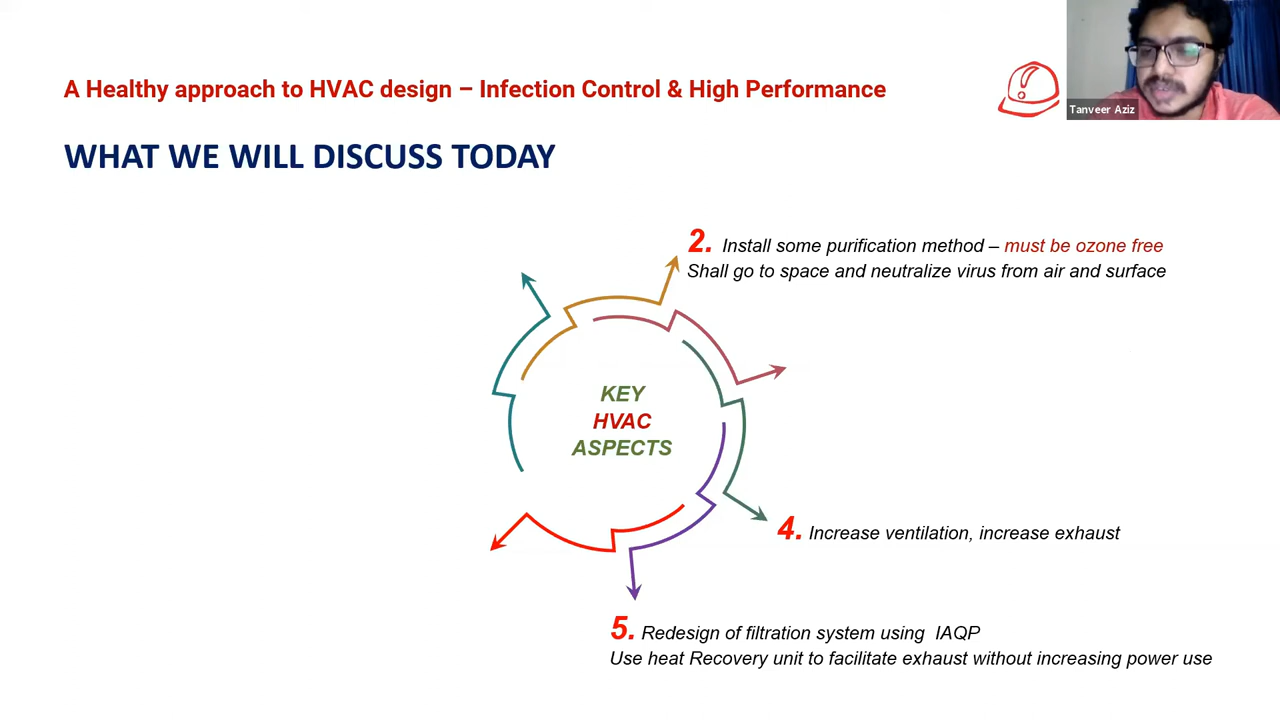 A Healthy approach to HVAC design – Infection Control & High Performance
Tanveer Aziz
WHAT WE WILL DISCUSS TODAY
2. Install some purification method – must be ozone free
Shall go to space and neutralize virus from air and surface
KEY
HVAC
ASPECTS
4. Increase ventilation, increase exhaust
5. Redesign of filtration system using IAQP
Use heat Recovery unit to facilitate exhaust without increasing power use